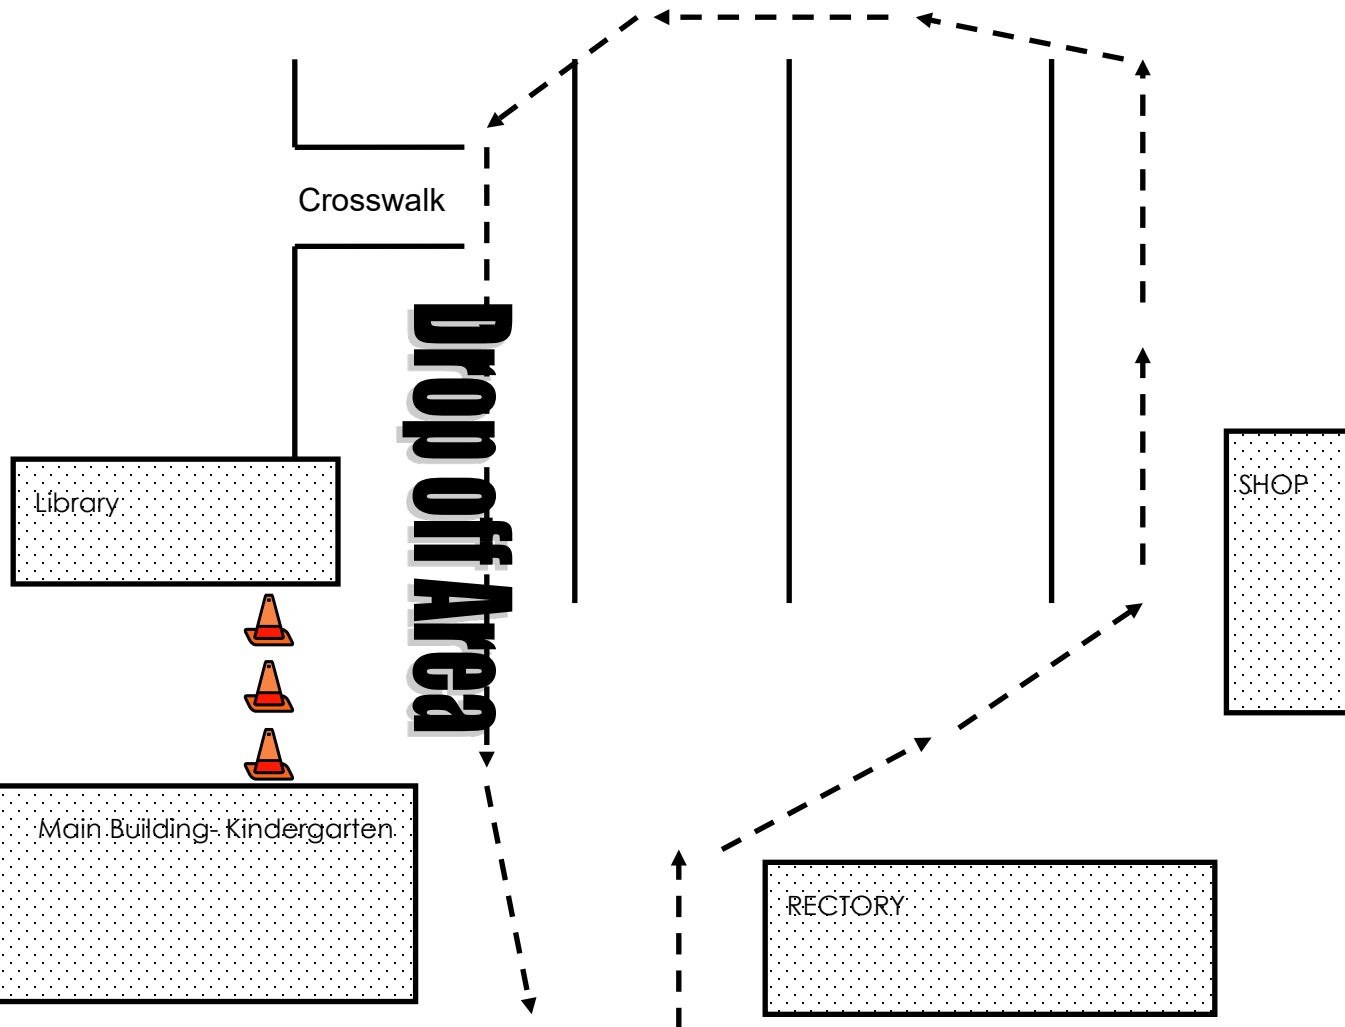 Crosswalk
Drop off Area
Library
SHOP
Main Building- Kindergarten
RECTORY